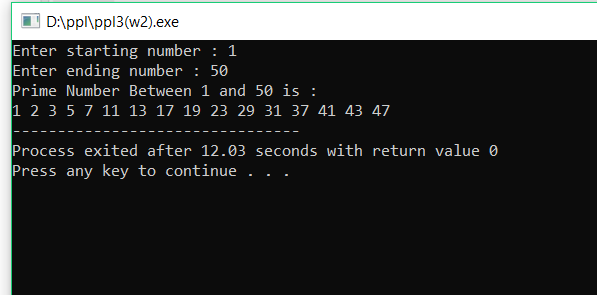 D:\ppl\ppl3(w2).exe
Enter starting number : 1
Enter ending number : 50
Prime Number Between 1 and 50 is :
1 2 3 5 7 11 13 17 19 23 29 31 37 41 43 47
--------------------------------
Process exited after 12.03 seconds with return value 0
Press any key to continue . . .